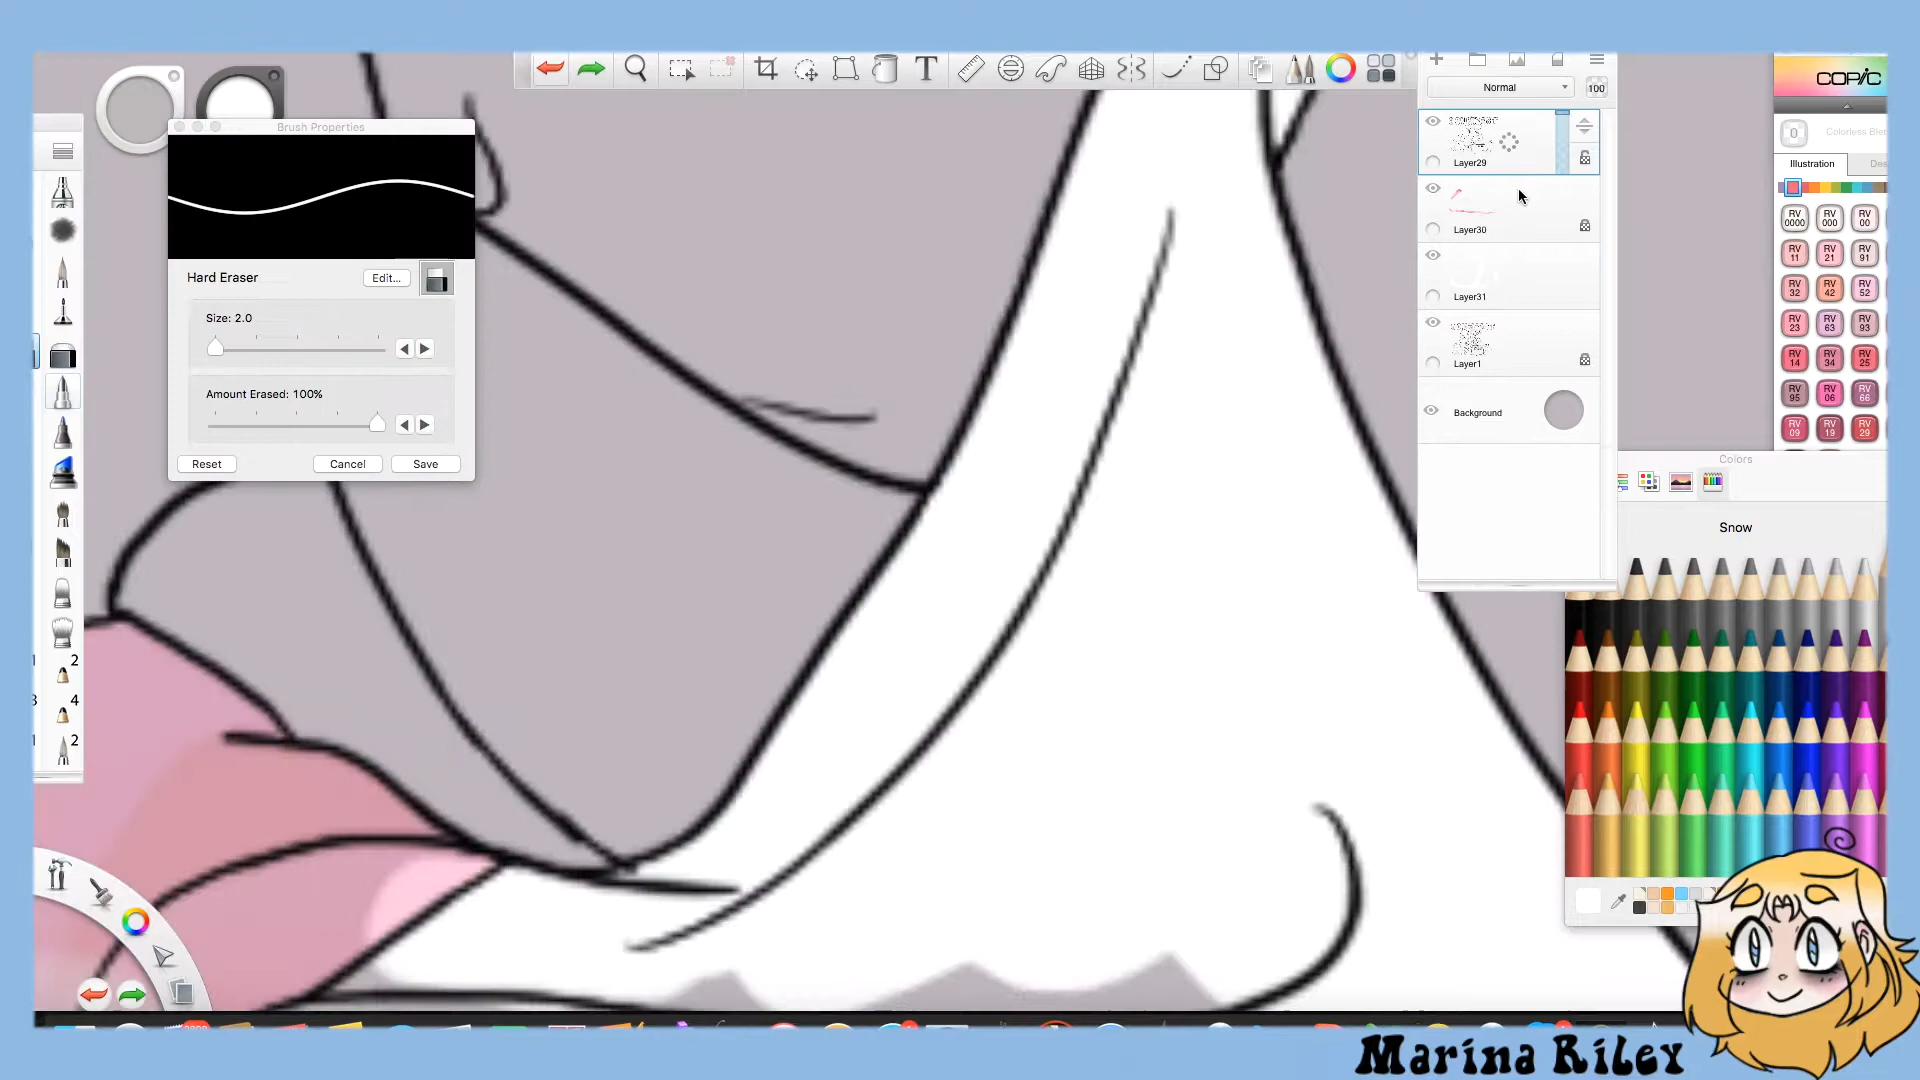 Brush Properties
Hard Eraser
Edit...
Size: 2.0
Amount Erased: 100%
Reset
Cancel
Save
2
4
2
T
Normal
100
Layer29
Layer30
Layer31
Layer1
Background
COPIC
0
Colorless Ble
Illustration
Des
RV 0000
RV 000
RV 00
RV 11
RV 21
RV 91
RV 32
RV 42
RV 52
RV 23
RV 63
RV 93
RV 14
RV 34
RV 25
RV 95
RV 06
RV 66
RV 09
RV 19
RV 29
Colors
Snow
Marina Riley